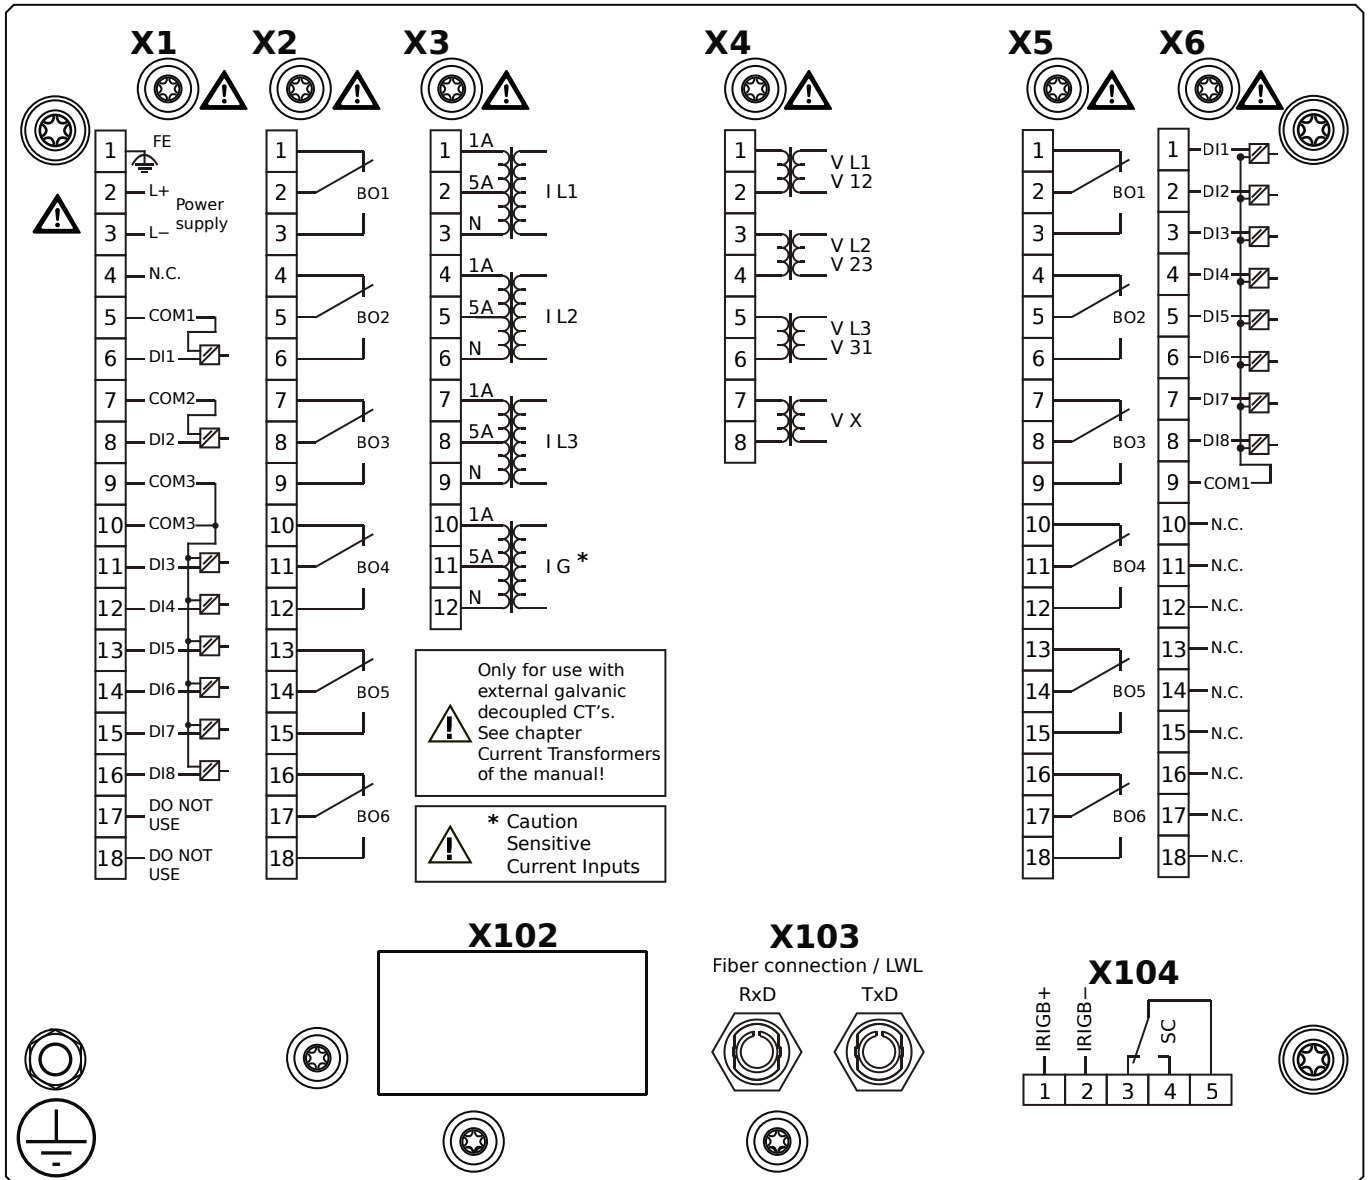 X1
X2
X3
X4
X5
X6
1 FE
2 L+
Power
supply
3 L−
4 N.C.
5 COM1
6 DI1
7 COM2
8 DI2
9 COM3
10 COM3
11 DI3
12 DI4
13 DI5
14 DI6
15 DI7
16 DI8
17 DO NOT
USE
18 DO NOT
USE
1
2 BO1
3
4
5 BO2
6
7
8 BO3
9
10
11 BO4
12
13
14 BO5
15
16
17 BO6
18
1 1A
2 5A I L1
3 N
4 1A
5 5A I L2
6 N
7 1A
8 5A I L3
9 N
10 1A
11 5A I G *
12 N
Only for use with
external galvanic
decoupled CT's.
See chapter
Current Transformers
of the manual!
* Caution
Sensitive
Current Inputs
1 V L1
2 V 12
3 V L2
4 V 23
5 V L3
6 V 31
7 V X
8
1
2 BO1
3
4
5 BO2
6
7
8 BO3
9
10
11 BO4
12
13
14 BO5
15
16
17 BO6
18
1 DI1
2 DI2
3 DI3
4 DI4
5 DI5
6 DI6
7 DI7
8 DI8
9 COM1
10 N.C.
11 N.C.
12 N.C.
13 N.C.
14 N.C.
15 N.C.
16 N.C.
17 N.C.
18 N.C.
X102
X103
Fiber connection / LWL
RxD TxD
X104
IRIGB+
IRIGB−
SC
1 2 3 4 5